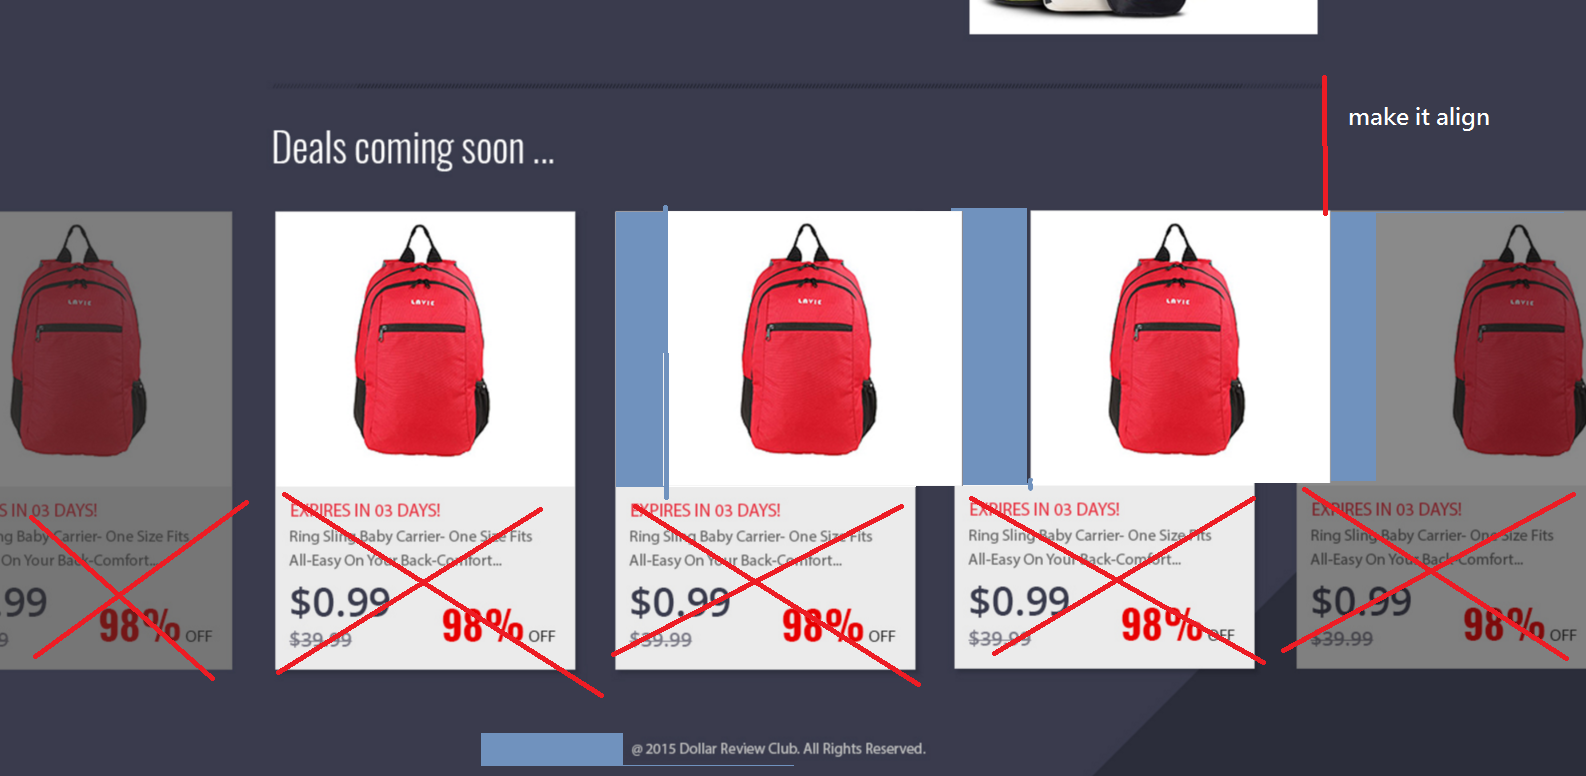 make it align
Deals coming soon ...
LAVIE
LAVIE
LAVIE
LAVIE
S IN 03 DAYS!
ng Baby Carrier- One Size Fits
On Your Back-Comfort...
.99
98% OFF
9
EXPIRES IN 03 DAYS!
Ring Sling Baby Carrier- One Size Fits
All-Easy On Your Back-Comfort...
$0.99
$39.99
98% OFF
EXPIRES IN 03 DAYS!
Ring Sling Baby Carrier- One Size Fits
All-Easy On Your Back-Comfort...
$0.99
$39.99
98% OFF
EXPIRES IN 03 DAYS!
Ring Sling Baby Carrier- One Size Fits
All-Easy On Your Back-Comfort...
$0.99
$39.99
98% OFF
EXPIRES IN 03 DAYS!
Ring Sling Baby Carrier- One Size Fits
All-Easy On Your Back-Comfort...
$0.99
$39.99
98% OFF
@ 2015 Dollar Review Club. All Rights Reserved.